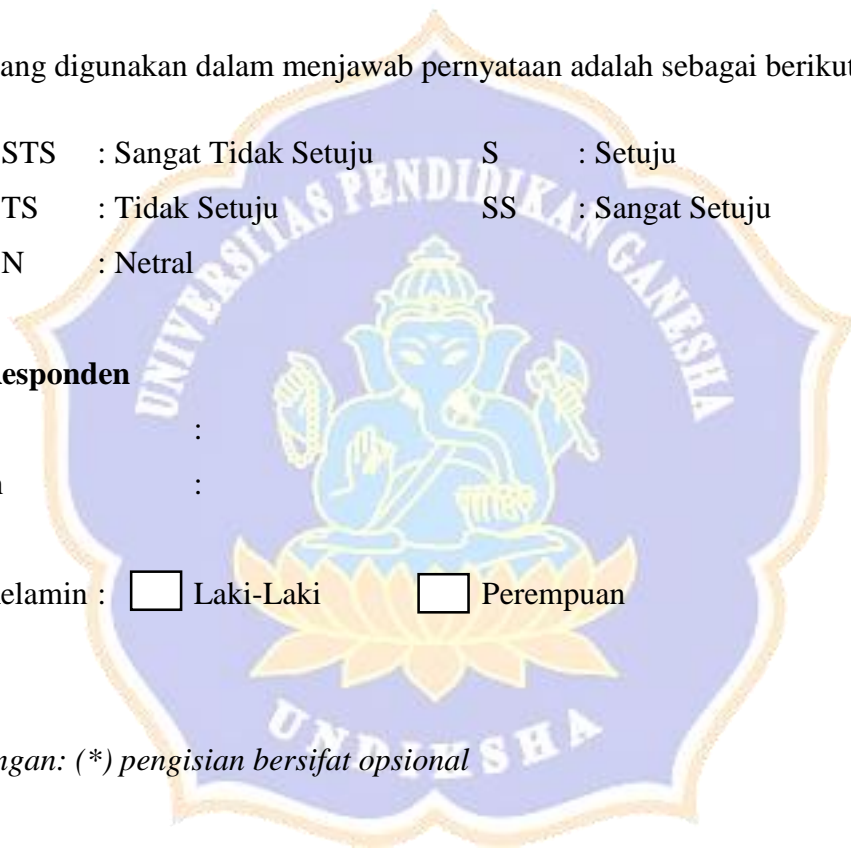 ang digunakan dalam menjawab pernyataan adalah sebagai berikut
STS : Sangat Tidak Setuju S : Setuju
TS : Tidak Setuju SS : Sangat Setuju
N : Netral
UNIVERSITAS PENDIDIKAN GANESHA
esponden
:
:
elamin : Laki-Laki Perempuan
UNDIKSHA
ngan: (*) pengisian bersifat opsional